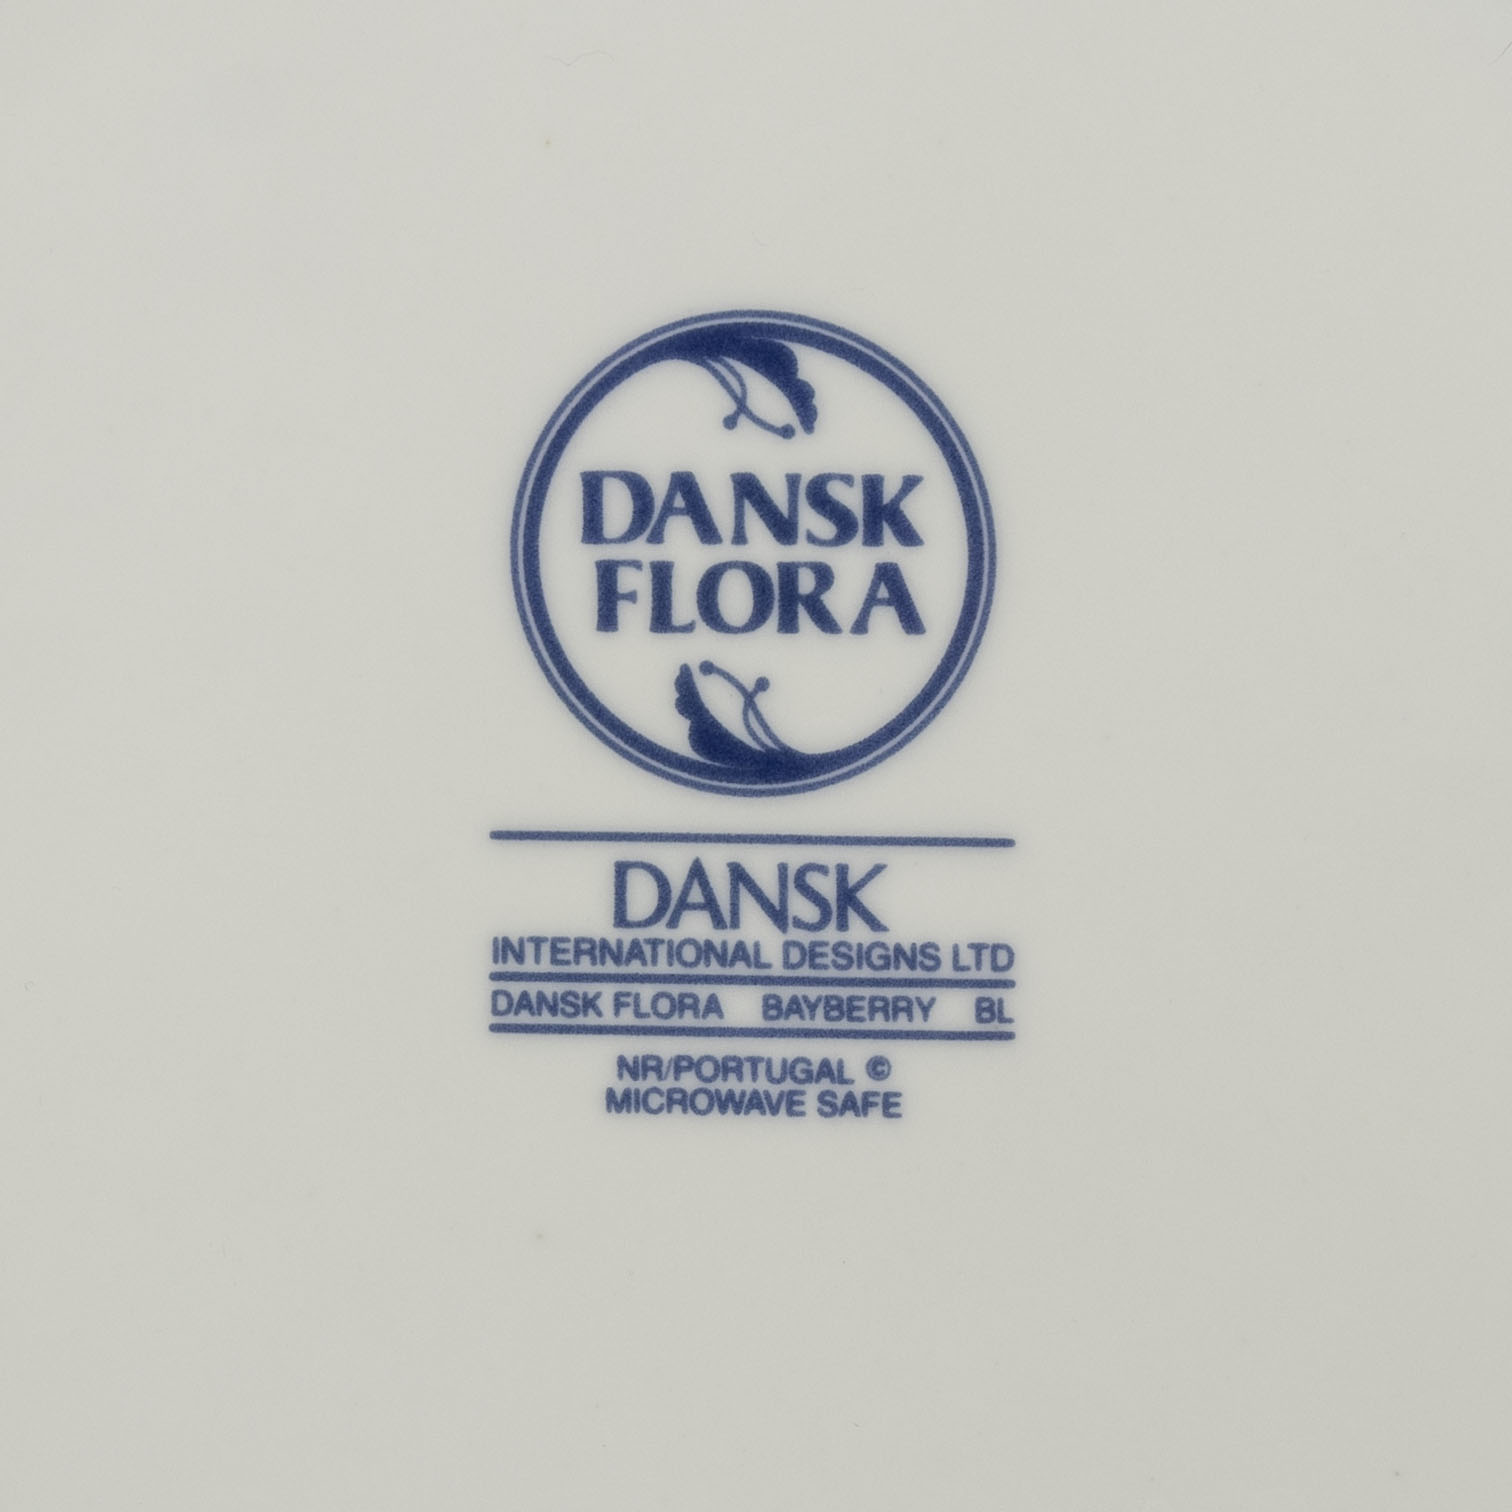 DANSK
FLORA
DANSK
INTERNATIONAL DESIGNS LTD
DANSK FLORA BAYBERRY BL
NR/PORTUGAL ©
MICROWAVE SAFE